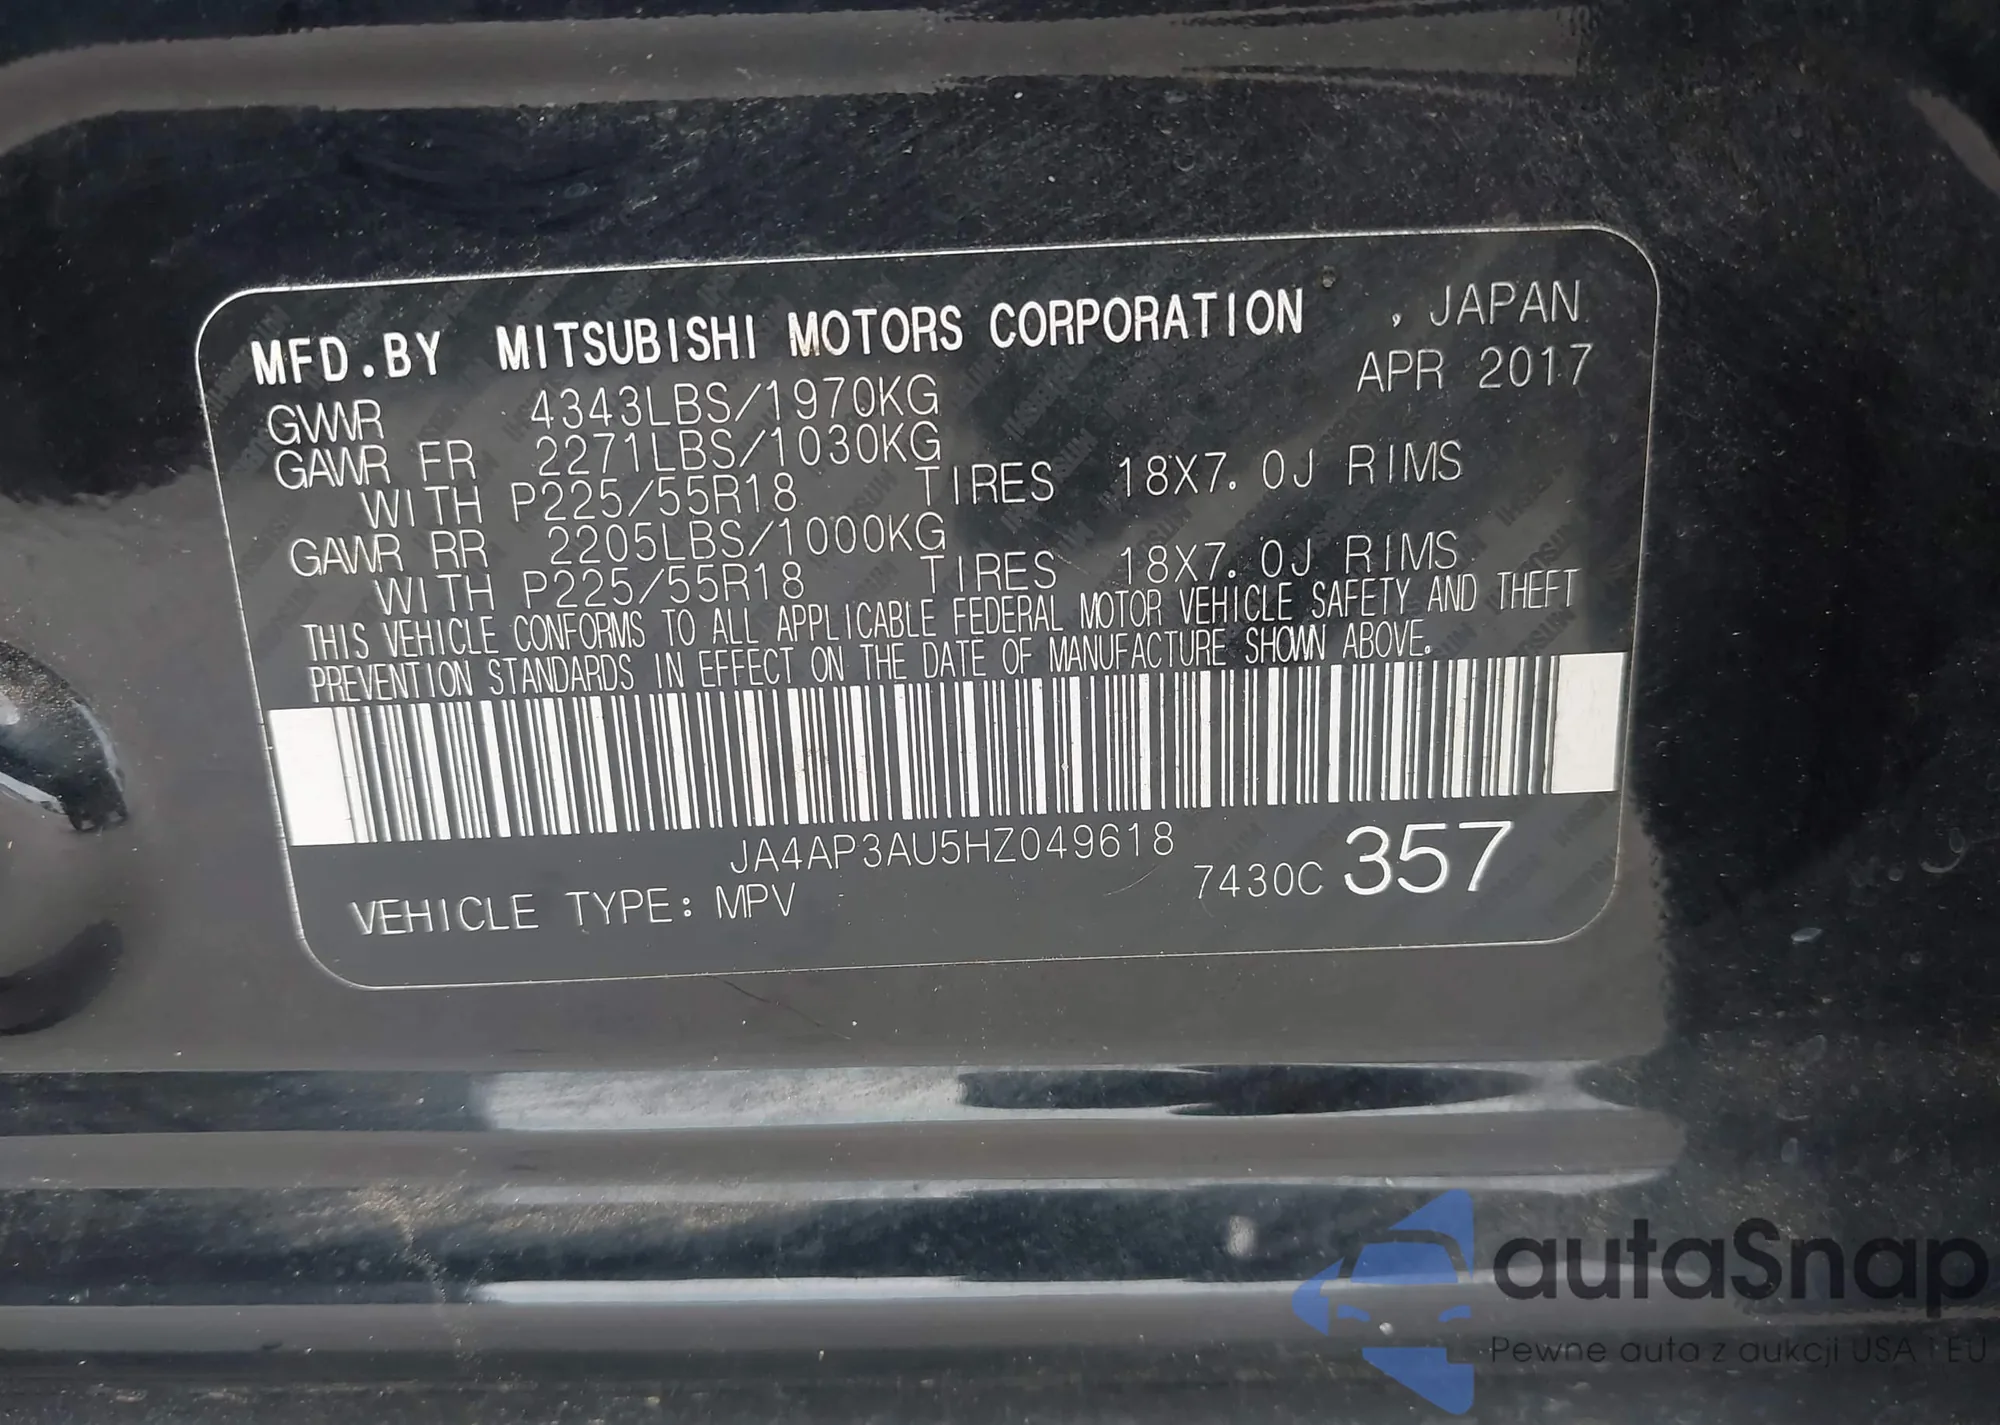 MFD.BY MITSUBISHI MOTORS CORPORATION , JAPAN
APR 2017
GVWR 4343LBS/1970KG
GAWR FR 2271LBS/1030KG
WITH P225/55R18 TIRES 18X7.0J RIMS
GAWR RR 2205LBS/1000KG
WITH P225/55R18 TIRES 18X7.0J RIMS
THIS VEHICLE CONFORMS TO ALL APPLICABLE FEDERAL MOTOR VEHICLE SAFETY AND THEFT
PREVENTION STANDARDS IN EFFECT ON THE DATE OF MANUFACTURE SHOWN ABOVE.
JA4AP3AU5HZ049618
VEHICLE TYPE: MPV 7430C 357
autaSnap
Pewne auta z aukcji USA i EU